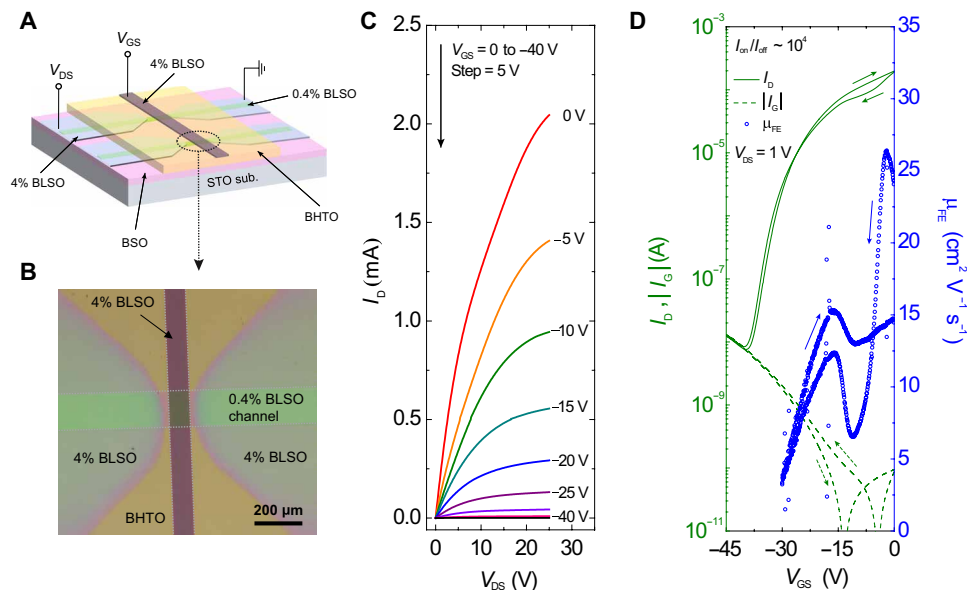 A
V_GS
V_DS
4% BLSO
0.4% BLSO
4% BLSO
STO sub.
BSO
BHTO
B
4% BLSO
0.4% BLSO
channel
4% BLSO
4% BLSO
BHTO
200 µm
C
2.5
2.0
1.5
1.0
0.5
0.0
I_D (mA)
V_GS = 0 to −40 V
Step = 5 V
0 V
−5 V
−10 V
−15 V
−20 V
−25 V
−40 V
0 10 20 30 40
V_DS (V)
D
10⁻³
10⁻⁵
10⁻⁷
10⁻⁹
10⁻¹¹
I_D , |I_G| (A)
I_on/I_off ~ 10⁴
I_D
|I_G|
µ_FE
V_DS = 1 V
35
30
25
20
15
10
5
0
µ_FE (cm² V⁻¹ s⁻¹)
−45 −30 −15 0
V_GS (V)